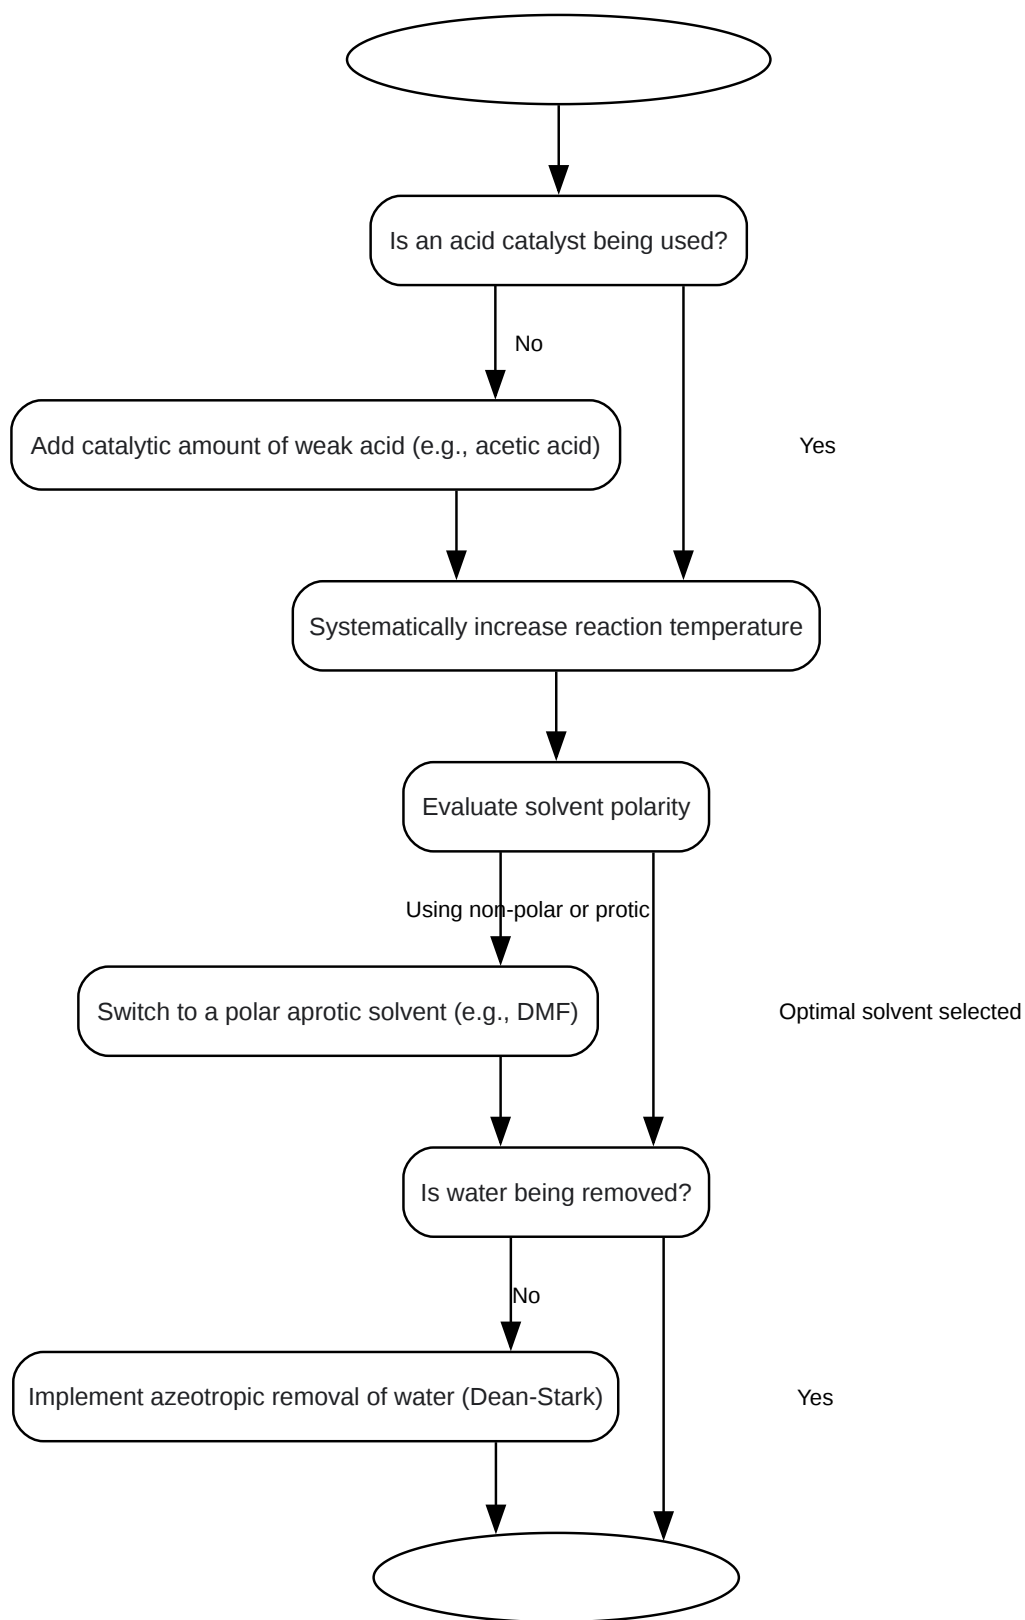 Is an acid catalyst being used?
No
Add catalytic amount of weak acid (e.g., acetic acid)
Yes
Systematically increase reaction temperature
Evaluate solvent polarity
Using non-polar or protic
Switch to a polar aprotic solvent (e.g., DMF)
Optimal solvent selected
Is water being removed?
No
Implement azeotropic removal of water (Dean-Stark)
Yes